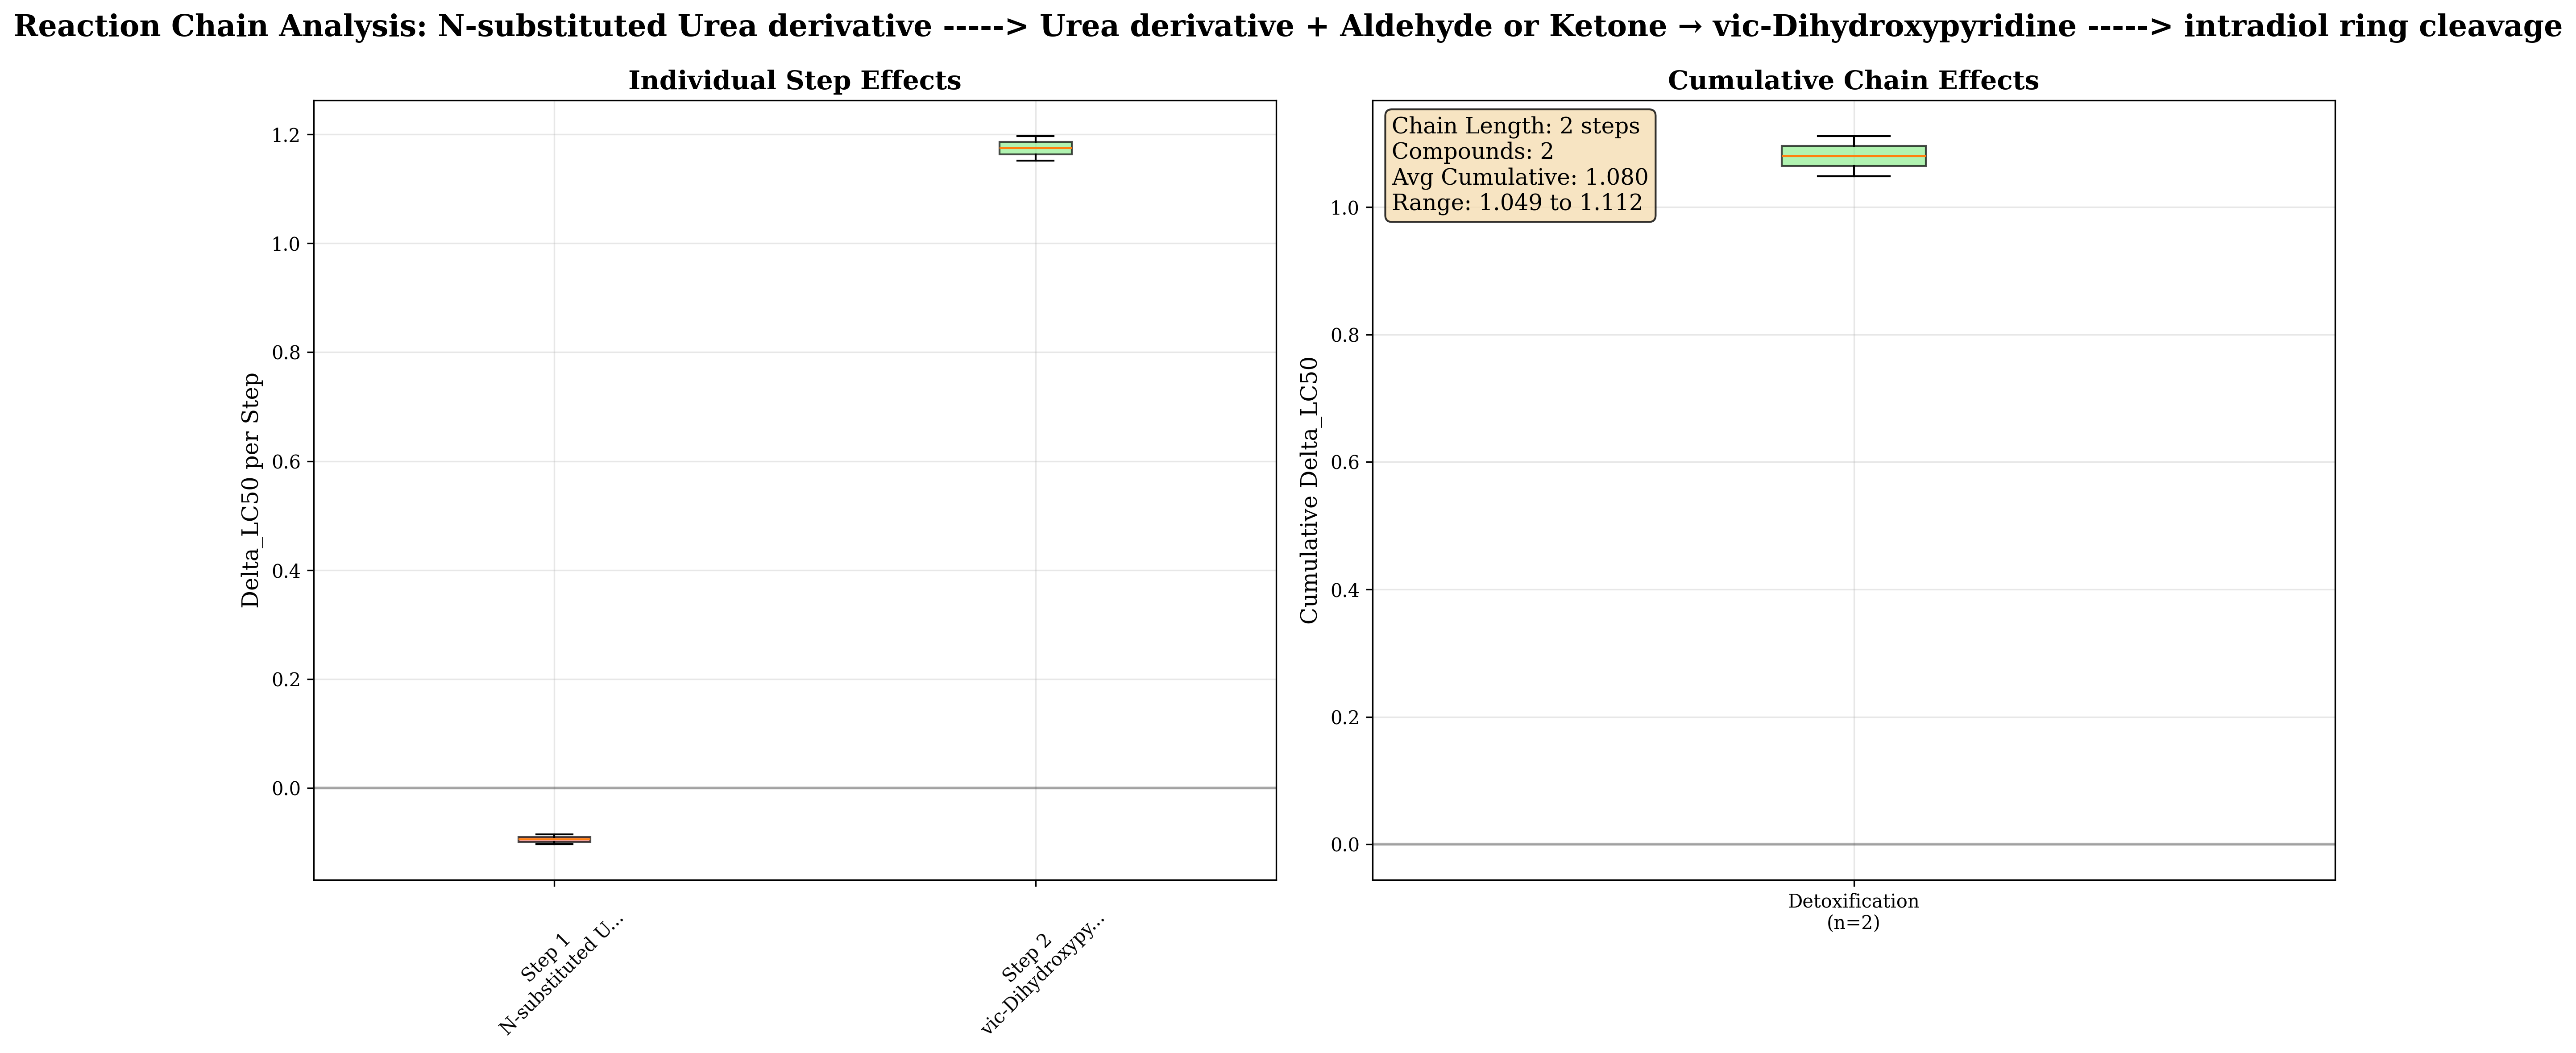 Reaction Chain Analysis: N-substituted Urea derivative -----> Urea derivative + Aldehyde or Ketone → vic-Dihydroxypyridine -----> intradiol ring cleavage
Individual Step Effects
Delta_LC50 per Step
1.2
1.0
0.8
0.6
0.4
0.2
0.0
Step 1
N-substituted U...
Step 2
vic-Dihydroxypy...
Cumulative Chain Effects
Chain Length: 2 steps
Compounds: 2
Avg Cumulative: 1.080
Range: 1.049 to 1.112
Cumulative Delta_LC50
1.0
0.8
0.6
0.4
0.2
0.0
Detoxification
(n=2)